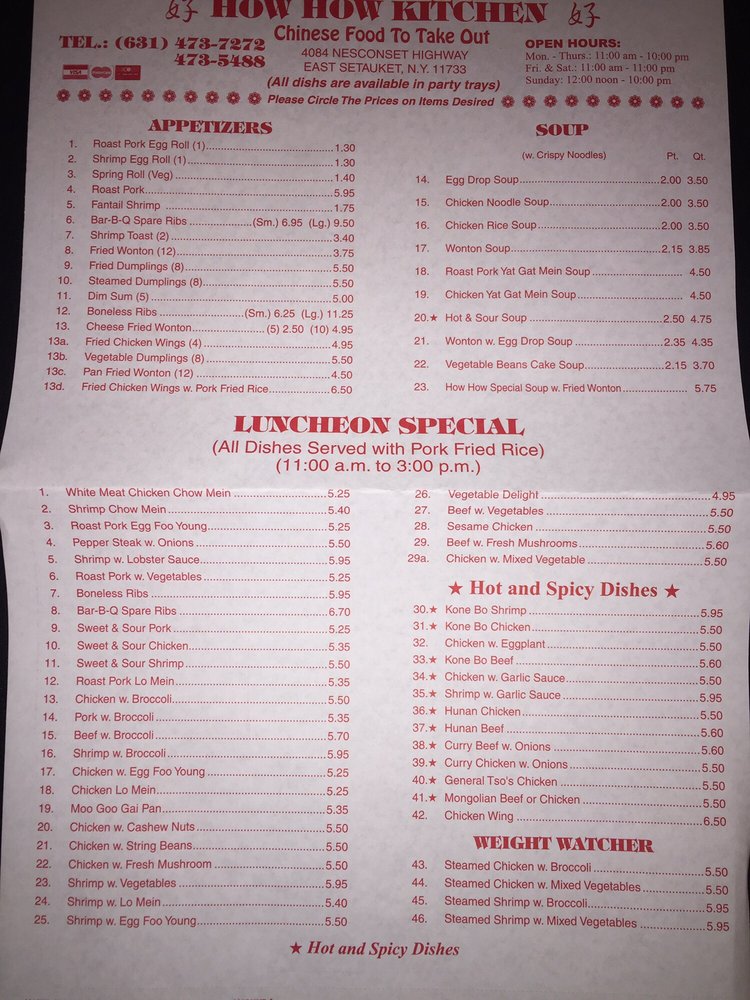 好 HOW HOW KITCHEN 好
Chinese Food To Take Out
TEL.: (631) 473-7272
473-5488
4084 NESCONSET HIGHWAY
EAST SETAUKET, N.Y. 11733
(All dishs are available in party trays)
OPEN HOURS:
Mon. - Thurs.: 11:00 am - 10:00 pm
Fri. & Sat.: 11:00 am - 11:00 pm
Sunday: 12:00 noon - 10:00 pm
VISA
Please Circle The Prices on Items Desired
APPETIZERS
1. Roast Pork Egg Roll (1) 1.30
2. Shrimp Egg Roll (1) 1.30
3. Spring Roll (Veg) 1.40
4. Roast Pork 5.95
5. Fantail Shrimp 1.75
6. Bar-B-Q Spare Ribs (Sm.) 6.95 (Lg.) 9.50
7. Shrimp Toast (2) 3.40
8. Fried Wonton (12) 3.75
9. Fried Dumplings (8) 5.50
10. Steamed Dumplings (8) 5.50
11. Dim Sum (5) 5.00
12. Boneless Ribs (Sm.) 6.25 (Lg.) 11.25
13. Cheese Fried Wonton (5) 2.50 (10) 4.95
13a. Fried Chicken Wings (4) 4.95
13b. Vegetable Dumplings (8) 5.50
13c. Pan Fried Wonton (12) 4.50
13d. Fried Chicken Wings w. Pork Fried Rice 6.50
SOUP
(w. Crispy Noodles) Pt. Qt.
14. Egg Drop Soup 2.00 3.50
15. Chicken Noodle Soup 2.00 3.50
16. Chicken Rice Soup 2.00 3.50
17. Wonton Soup 2.15 3.85
18. Roast Pork Yat Gat Mein Soup 4.50
19. Chicken Yat Gat Mein Soup 4.50
20.★ Hot & Sour Soup 2.50 4.75
21. Wonton w. Egg Drop Soup 2.35 4.35
22. Vegetable Beans Cake Soup 2.15 3.70
23. How How Special Soup w. Fried Wonton 5.75
LUNCHEON SPECIAL
(All Dishes Served with Pork Fried Rice)
(11:00 a.m. to 3:00 p.m.)
1. White Meat Chicken Chow Mein 5.25
2. Shrimp Chow Mein 5.40
3. Roast Pork Egg Foo Young 5.25
4. Pepper Steak w. Onions 5.50
5. Shrimp w. Lobster Sauce 5.95
6. Roast Pork w. Vegetables 5.25
7. Boneless Ribs 5.95
8. Bar-B-Q Spare Ribs 6.70
9. Sweet & Sour Pork 5.25
10. Sweet & Sour Chicken 5.35
11. Sweet & Sour Shrimp 5.50
12. Roast Pork Lo Mein 5.35
13. Chicken w. Broccoli 5.50
14. Pork w. Broccoli 5.35
15. Beef w. Broccoli 5.70
16. Shrimp w. Broccoli 5.95
17. Chicken w. Egg Foo Young 5.25
18. Chicken Lo Mein 5.25
19. Moo Goo Gai Pan 5.35
20. Chicken w. Cashew Nuts 5.50
21. Chicken w. String Beans 5.50
22. Chicken w. Fresh Mushroom 5.50
23. Shrimp w. Vegetables 5.95
24. Shrimp w. Lo Mein 5.40
25. Shrimp w. Egg Foo Young 5.50
26. Vegetable Delight 4.95
27. Beef w. Vegetables 5.50
28. Sesame Chicken 5.50
29. Beef w. Fresh Mushrooms 5.60
29a. Chicken w. Mixed Vegetable 5.50
★ Hot and Spicy Dishes ★
30.★ Kone Bo Shrimp 5.95
31.★ Kone Bo Chicken 5.50
32. Chicken w. Eggplant 5.50
33.★ Kone Bo Beef 5.60
34.★ Chicken w. Garlic Sauce 5.50
35.★ Shrimp w. Garlic Sauce 5.95
36.★ Hunan Chicken 5.50
37.★ Hunan Beef 5.60
38.★ Curry Beef w. Onions 5.60
39.★ Curry Chicken w. Onions 5.50
40.★ General Tso's Chicken 5.50
41.★ Mongolian Beef or Chicken 5.50
42. Chicken Wing 6.50
WEIGHT WATCHER
43. Steamed Chicken w. Broccoli 5.50
44. Steamed Chicken w. Mixed Vegetables 5.50
45. Steamed Shrimp w. Broccoli 5.95
46. Steamed Shrimp w. Mixed Vegetables 5.95
★ Hot and Spicy Dishes